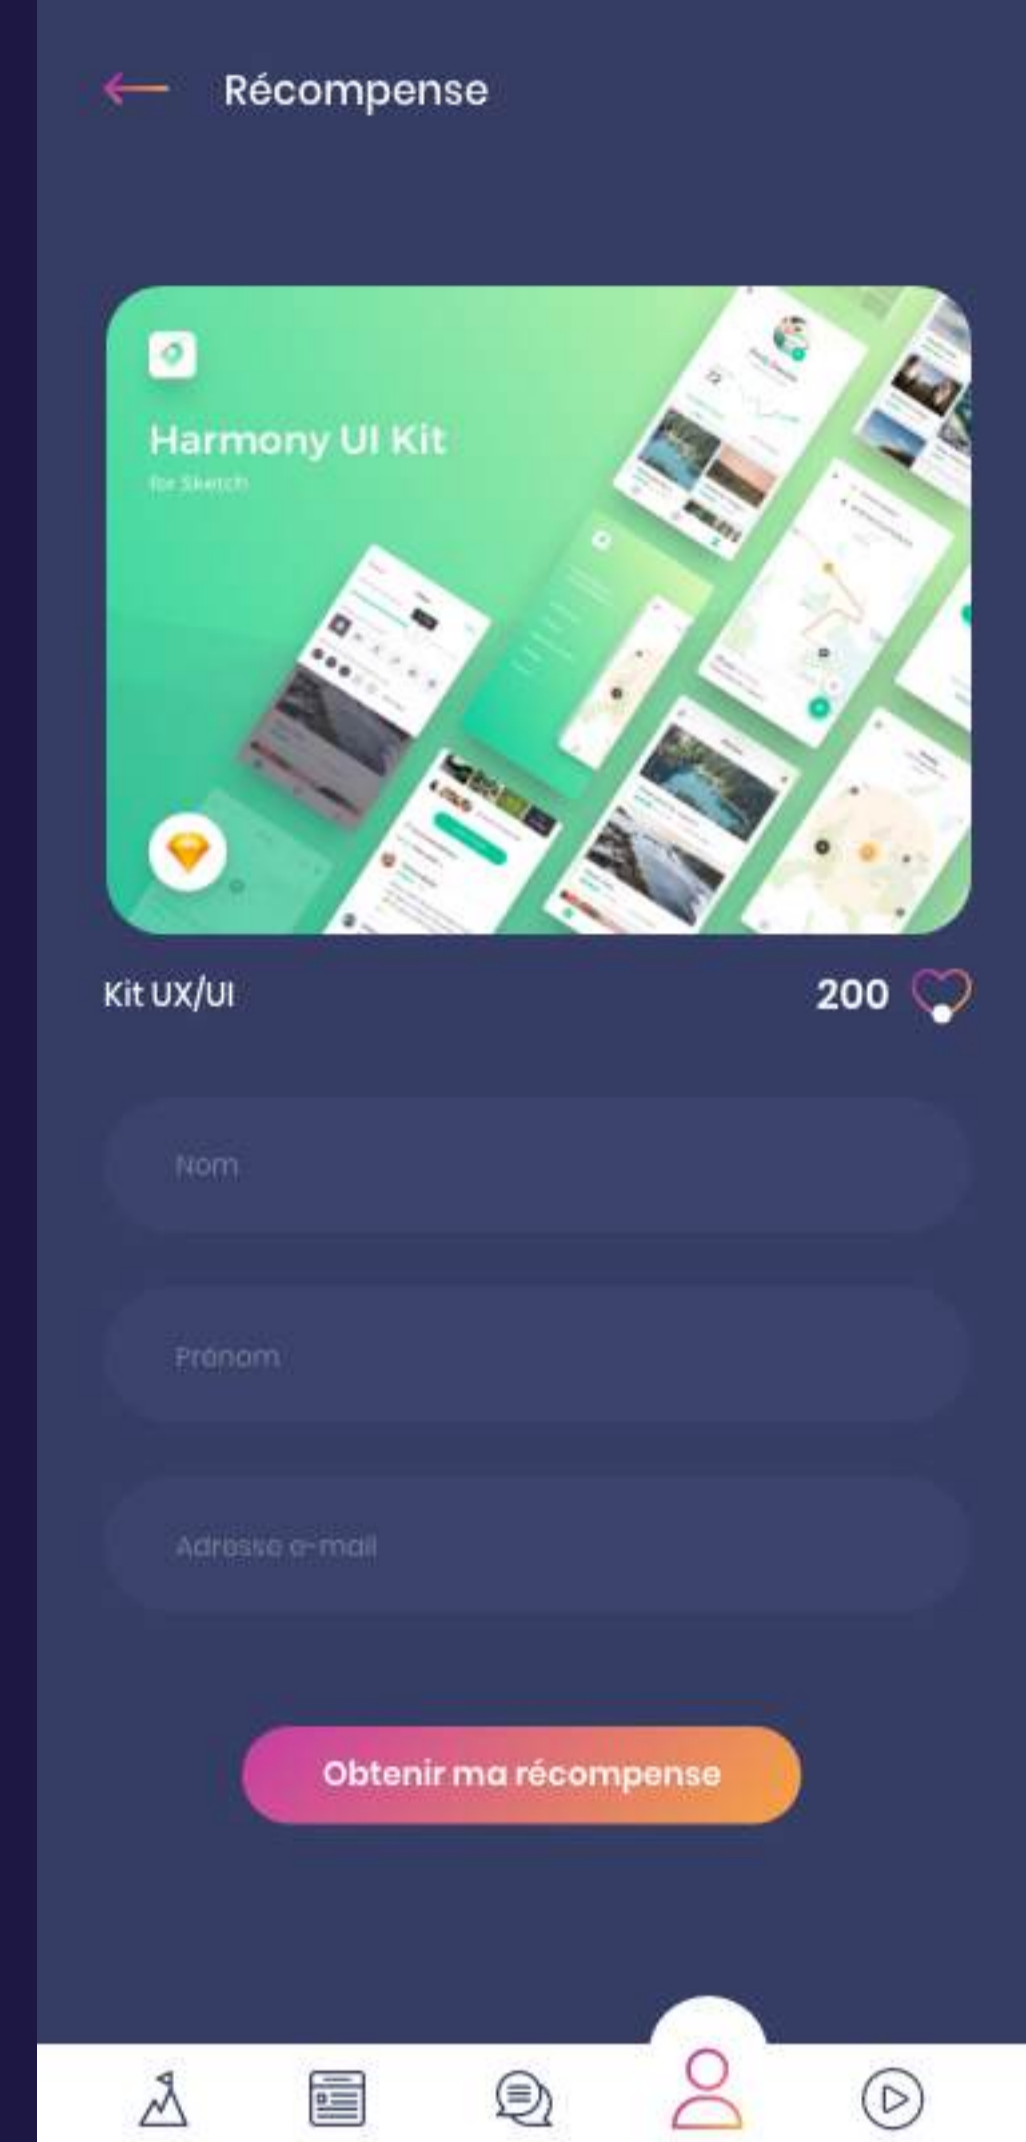 Récompense
Harmony UI Kit
for Sketch
Kit UX/UI
200
Nom
Prénom
Adresse e-mail
Obtenir ma récompense